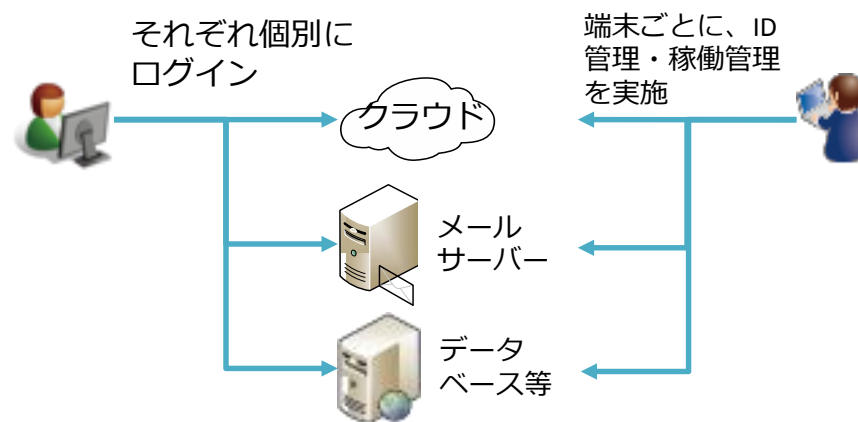 それぞれ個別に
ログイン
端末ごとに、ID
管理・稼働管理
を実施
クラウド
メール
サーバー
データ
ベース等